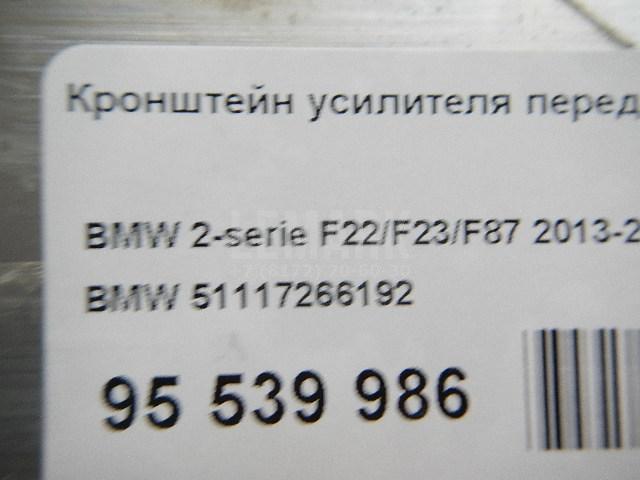 Кронштейн усилителя перед
BMW 2-serie F22/F23/F87 2013-2
BMW 51117266192
95 539 986